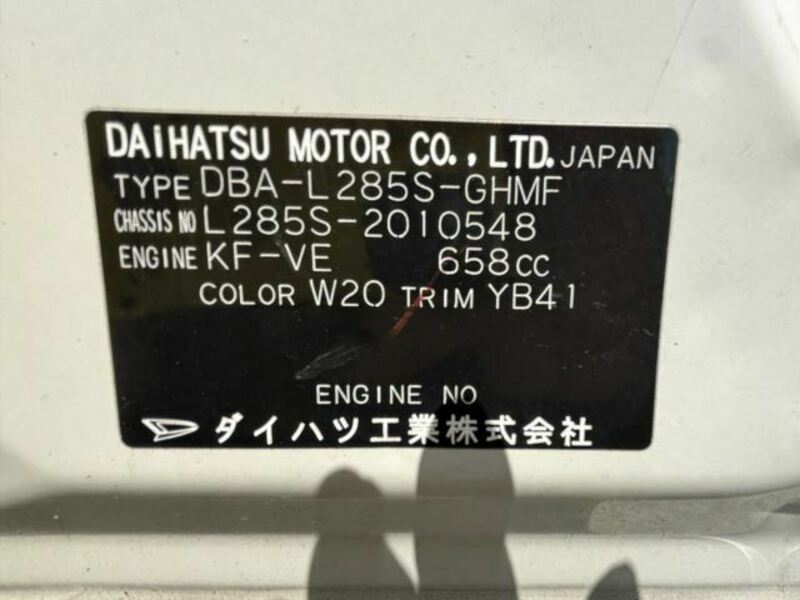 DAIHATSU MOTOR CO., LTD. JAPAN
TYPE DBA-L285S-GHMF
CHASSIS NO L285S-2010548
ENGINE KF-VE 658cc
COLOR W20 TRIM YB41
ENGINE NO
ダイハツ工業株式会社